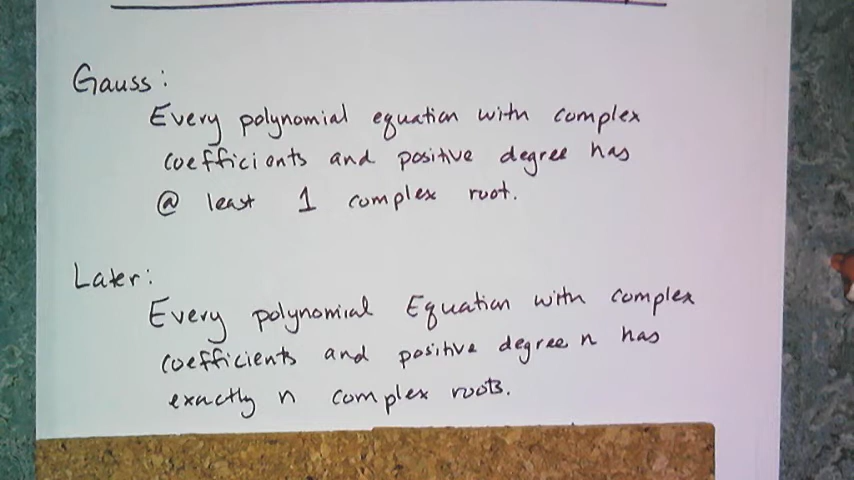 Gauss:
Every polynomial equation with complex
coefficients and positive degree has
@ least 1 complex root.
Later:
Every polynomial Equation with complex
coefficients and positive degree n has
exactly n complex roots.